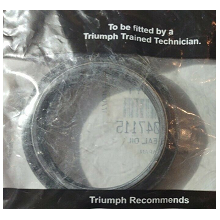 To be fitted by a
Triumph Trained Technician.
Triumph Recommends